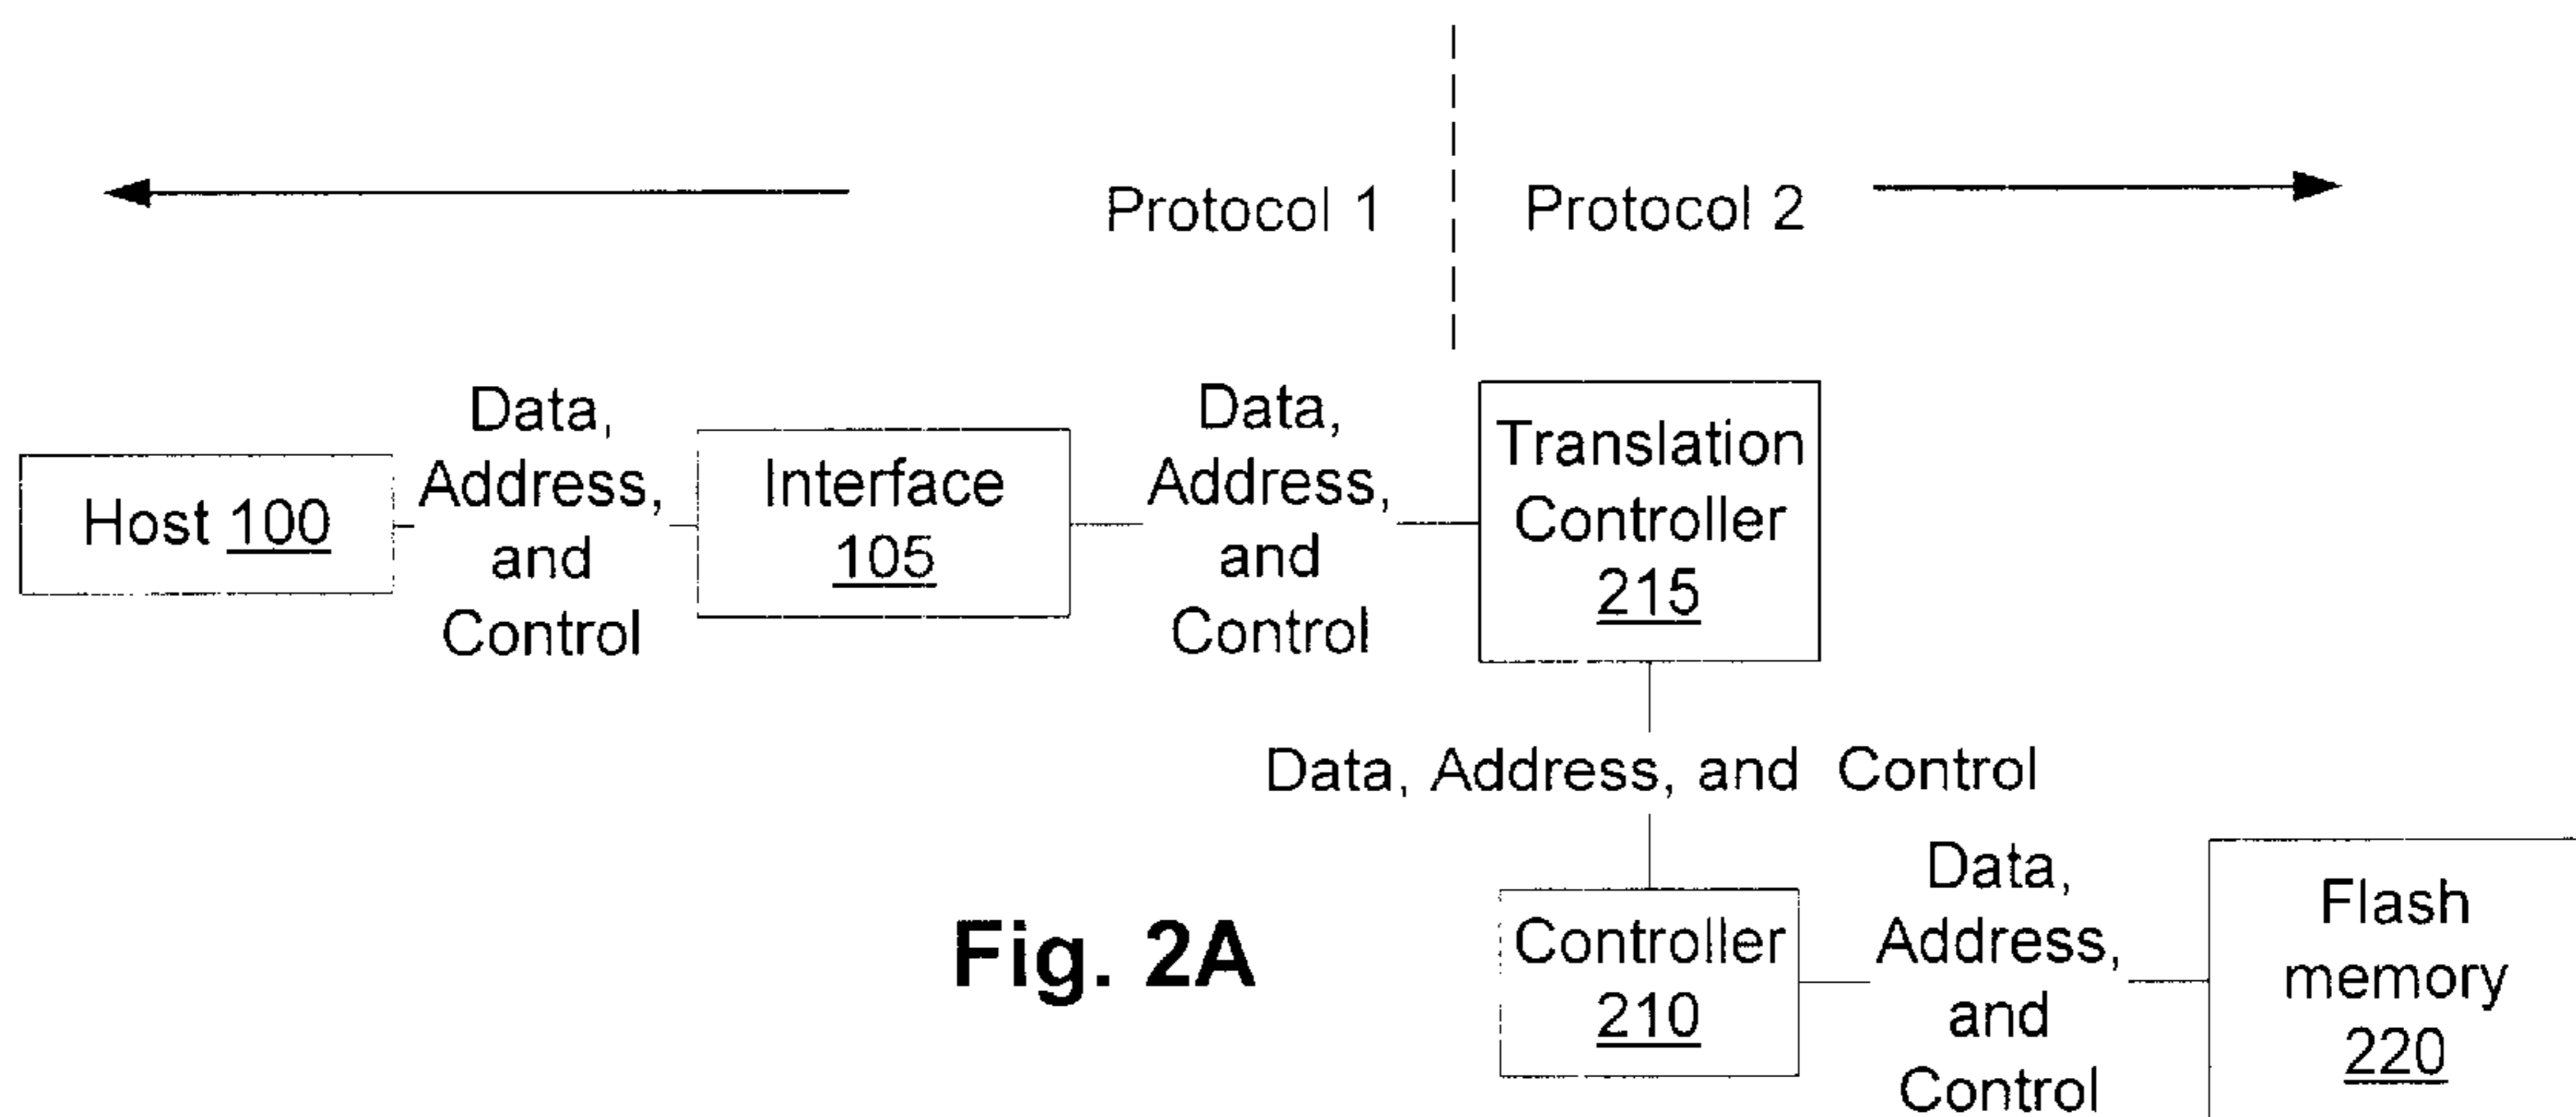 Protocol 1
Protocol 2
Host 100
Data,
Address,
and
Control
Interface
105
Data,
Address,
and
Control
Translation
Controller
215
Data, Address, and Control
Fig. 2A
Controller
210
Data,
Address,
and
Control
Flash
memory
220